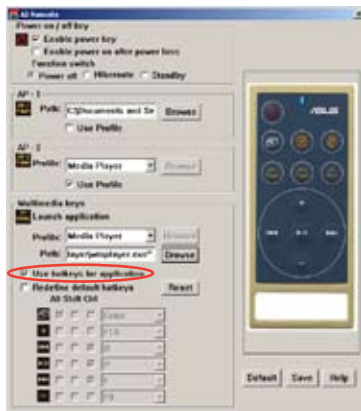 AI Remote
Power on / off key
Enable power key
Enable power on after power loss
Function switch
Power off Hibernate Standby
AP - I
Path: C:\Documents and Se Browse
Use Profile
AP - I
Profile: Media Player Browse
Use Profile
Multimedia keys
Launch application
Profile: Media Player Browse
Path: Browse
Use hotkeys for application
Redefine default hotkeys Reset
Alt Shift Ctrl
ASUS
Default Save Help